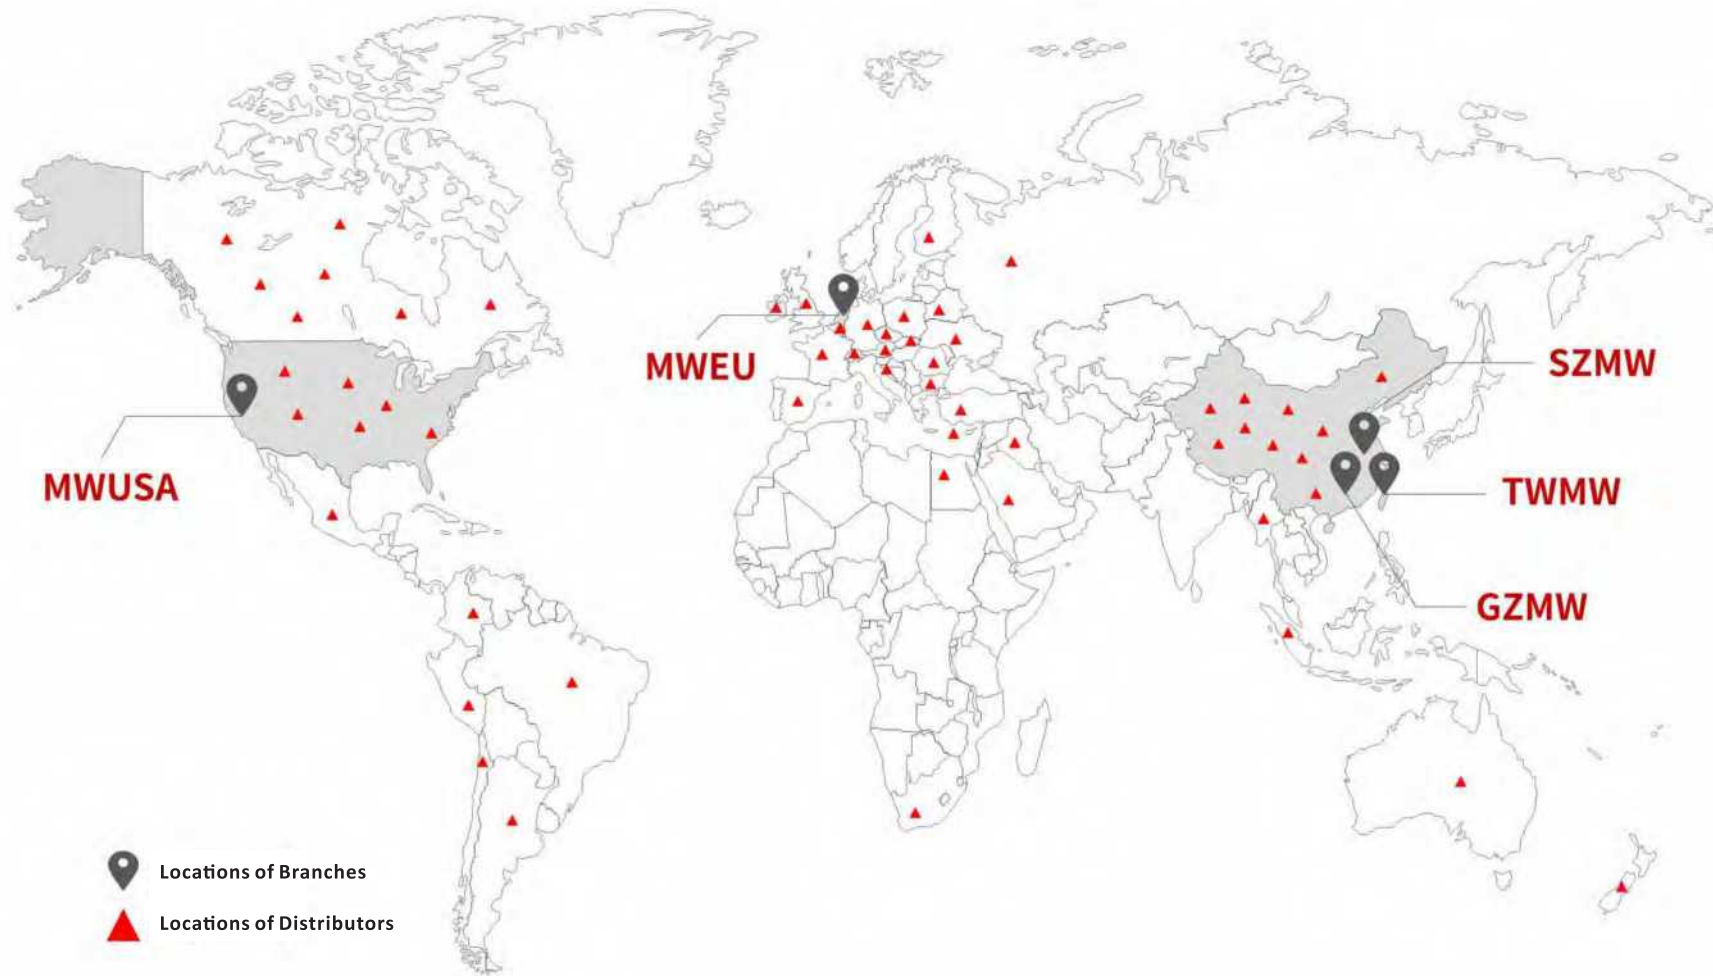 MWEU
SZMW
MWUSA
TWMW
GZMW
Locations of Branches
Locations of Distributors